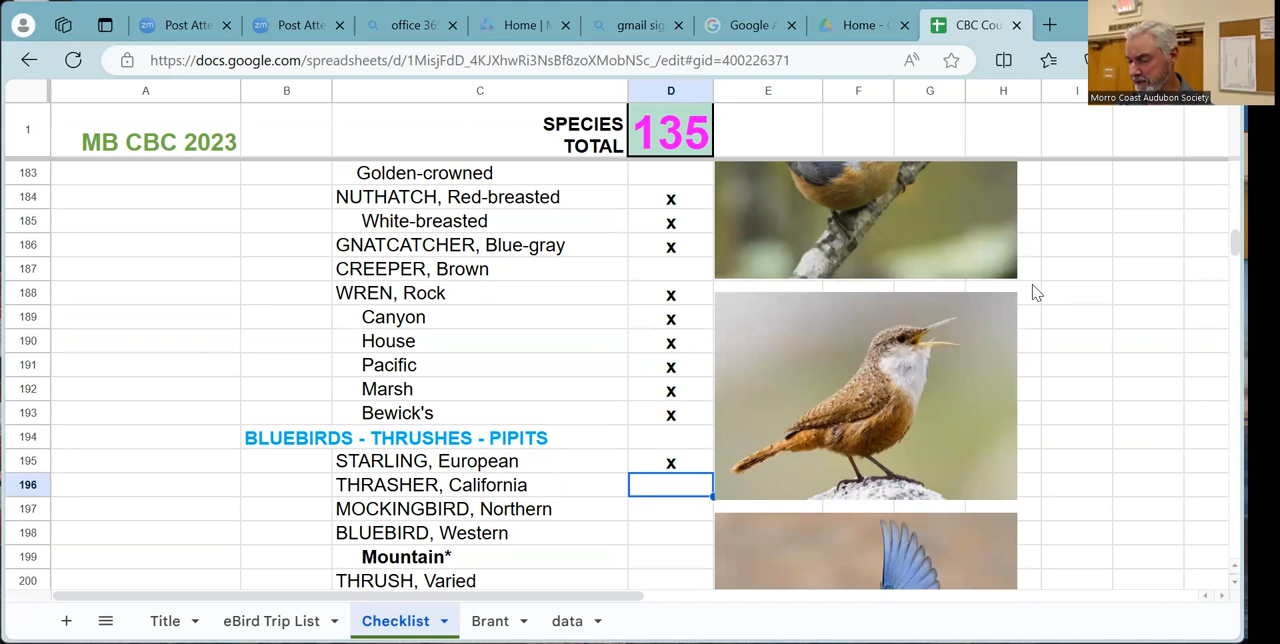 Post Atte
Post Atte
office 36
Home | N
gmail sig
Google A
Home - G
CBC Cou
https://docs.google.com/spreadsheets/d/1MisjFdD_4KJXhwRi3NsBf8zoXMobNSc_/edit#gid=400226371
Morro Coast Audubon Society
A B C D E F G H I
1 MB CBC 2023 SPECIES TOTAL 135
183 Golden-crowned
184 NUTHATCH, Red-breasted x
185 White-breasted x
186 GNATCATCHER, Blue-gray x
187 CREEPER, Brown
188 WREN, Rock x
189 Canyon x
190 House x
191 Pacific x
192 Marsh x
193 Bewick's x
194 BLUEBIRDS - THRUSHES - PIPITS
195 STARLING, European x
196 THRASHER, California
197 MOCKINGBIRD, Northern
198 BLUEBIRD, Western
199 Mountain*
200 THRUSH, Varied
Title eBird Trip List Checklist Brant data